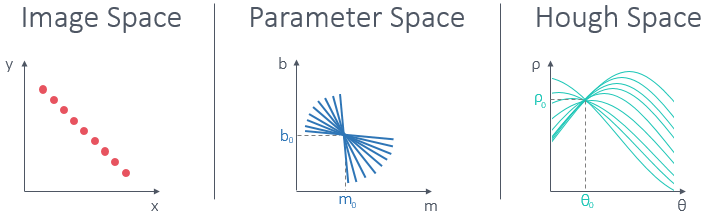 Image Space
y
x
Parameter Space
b
b₀
m₀
m
Hough Space
ρ
ρ₀
θ₀
θ